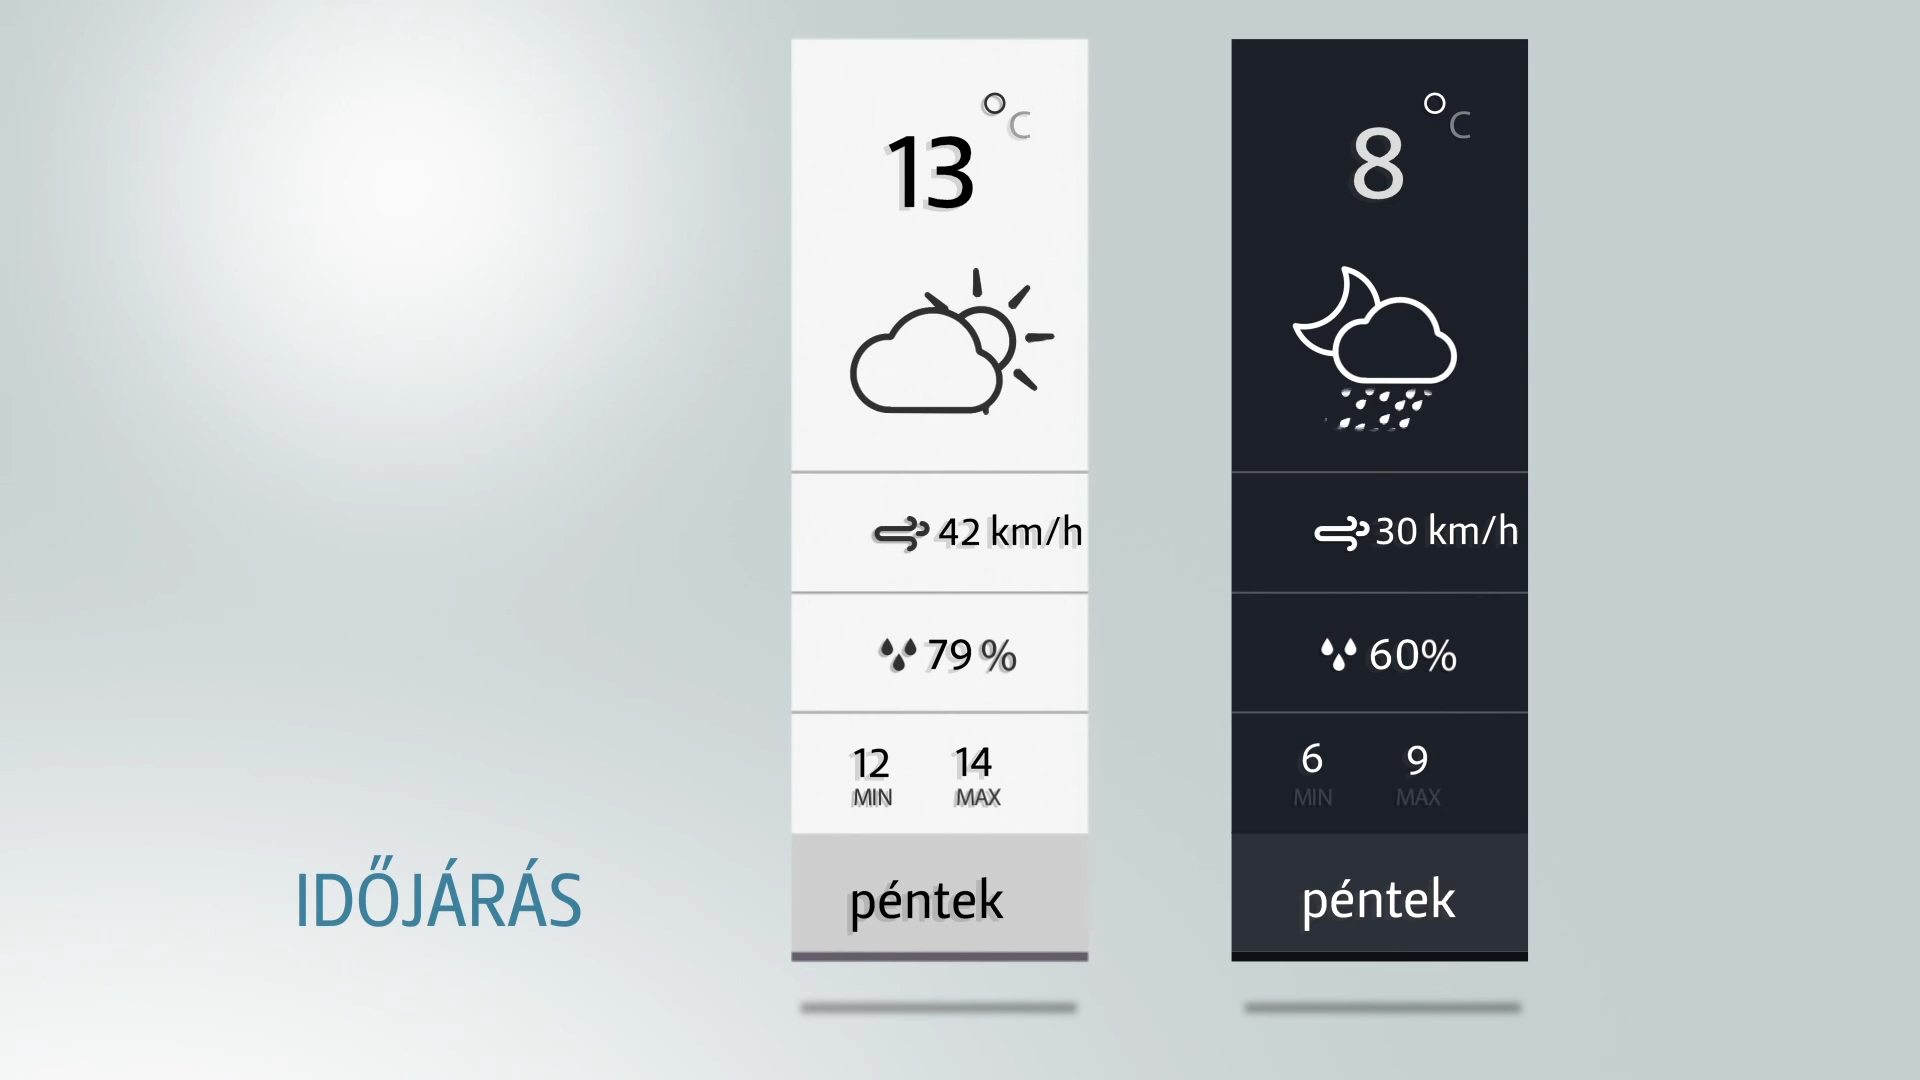 IDŐJÁRÁS
13 °C
42 km/h
79 %
12 14
MIN MAX
péntek
8 °C
30 km/h
60%
6 9
MIN MAX
péntek